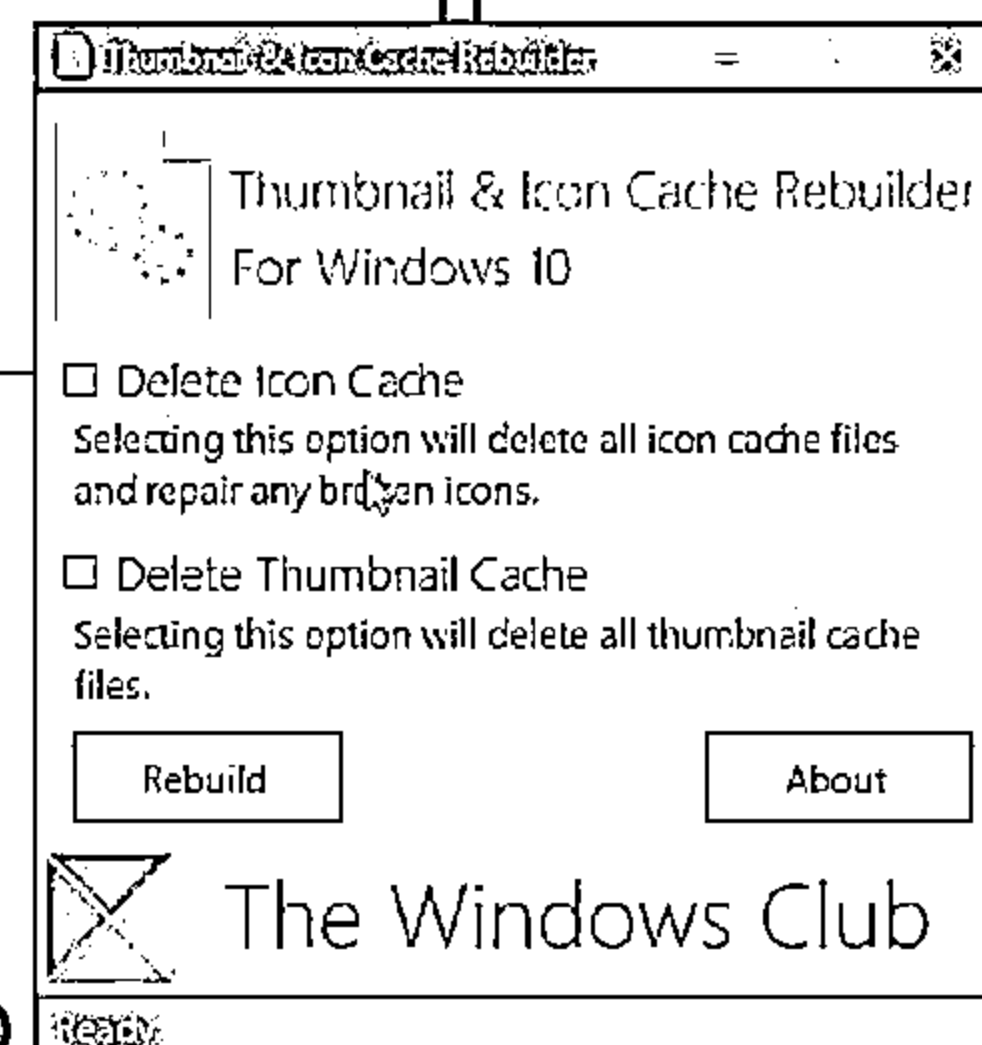 Thumbnail & Icon Cache Rebuilder
Thumbnail & Icon Cache Rebuilder
For Windows 10
Delete Icon Cache
Selecting this option will delete all icon cache files
and repair any broken icons.
Delete Thumbnail Cache
Selecting this option will delete all thumbnail cache
files.
Rebuild
About
The Windows Club
Ready